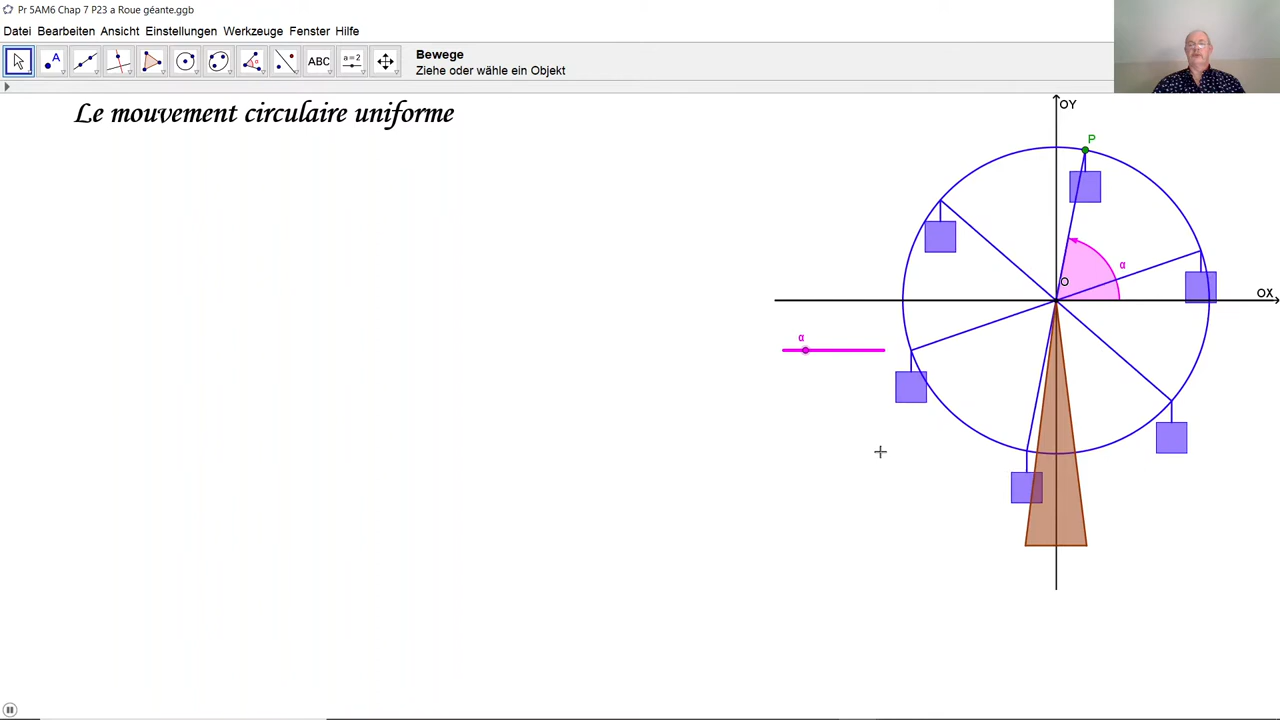 Pr 5AM6 Chap 7 P23 a Roue géante.ggb
Datei Bearbeiten Ansicht Einstellungen Werkzeuge Fenster Hilfe
A
α
ABC
a=2
Bewege
Ziehe oder wähle ein Objekt
Le mouvement circulaire uniforme
OY
P
α
O
OX
α